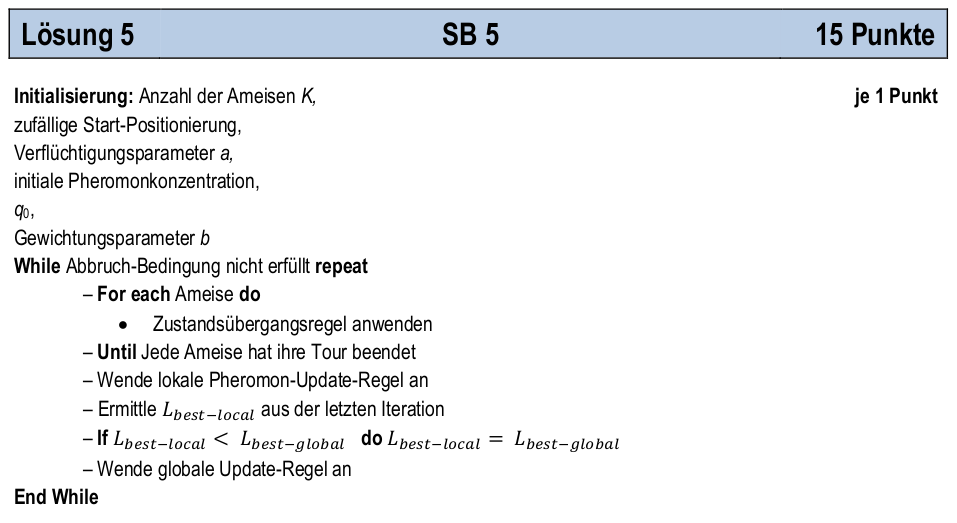 Lösung 5 SB 5 15 Punkte
Initialisierung: Anzahl der Ameisen K, je 1 Punkt
zufällige Start-Positionierung,
Verflüchtigungsparameter a,
initiale Pheromonkonzentration,
q₀,
Gewichtungsparameter b
While Abbruch-Bedingung nicht erfüllt repeat
– For each Ameise do
• Zustandsübergangsregel anwenden
– Until Jede Ameise hat ihre Tour beendet
– Wende lokale Pheromon-Update-Regel an
– Ermittle L_{best−local} aus der letzten Iteration
– If L_{best−local} < L_{best−global} do L_{best−local} = L_{best−global}
– Wende globale Update-Regel an
End While